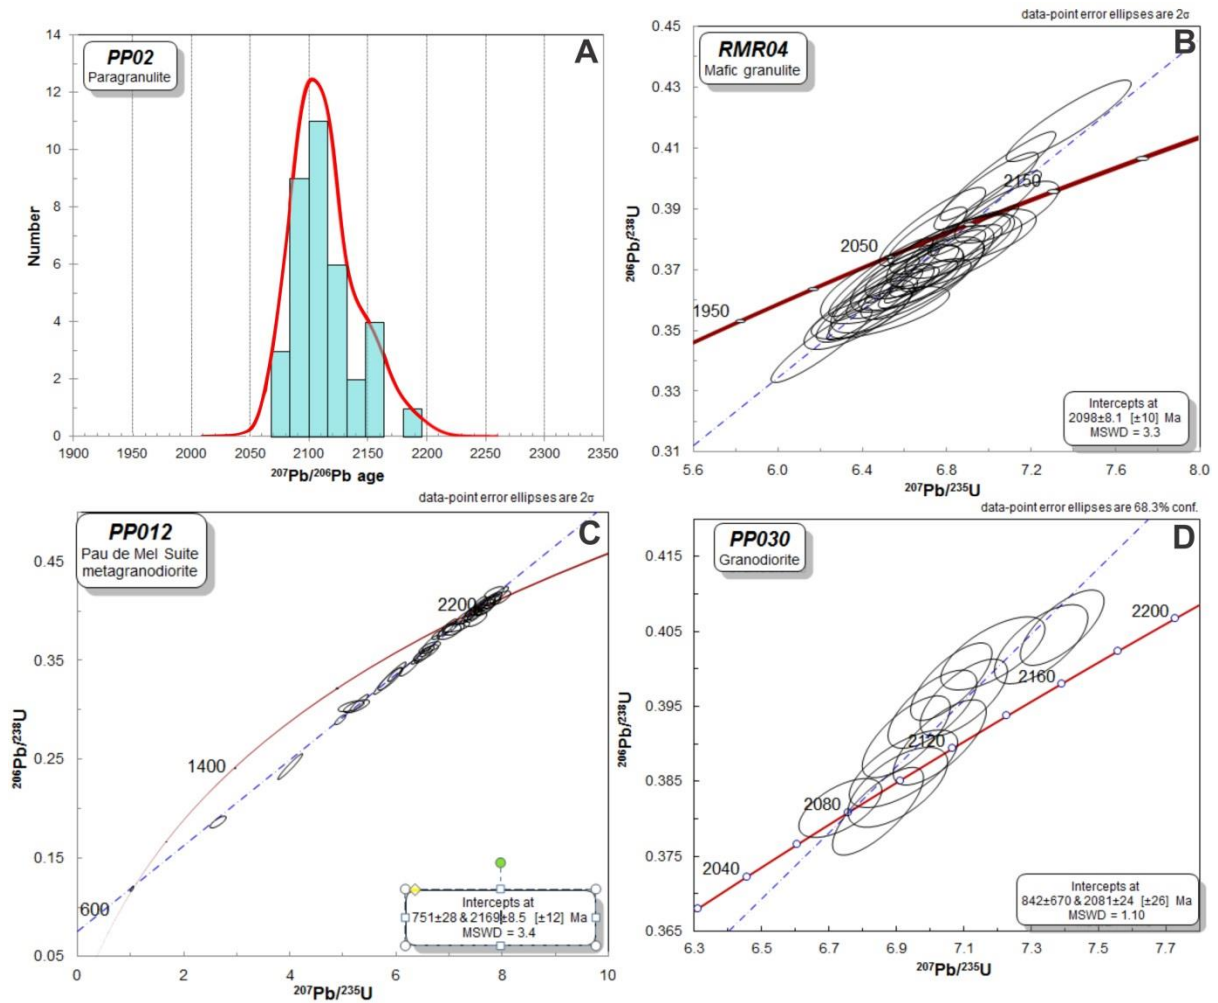 PP02
Paragranulite
A
14
12
10
8
6
4
2
0
Number
1900 1950 2000 2050 2100 2150 2200 2250 2300 2350
207Pb/206Pb age
data-point error ellipses are 2σ
RMR04
Mafic granulite
B
0.45
0.43
0.41
0.39
0.37
0.35
0.33
0.31
206Pb/238U
2150
2050
1950
Intercepts at
2098±8.1 [±10] Ma
MSWD = 3.3
5.6 6.0 6.4 6.8 7.2 7.6 8.0
207Pb/235U
data-point error ellipses are 2σ
PP012
Pau de Mel Suite
metagranodiorite
C
0.45
0.35
0.25
0.15
0.05
206Pb/238U
2200
1400
600
Intercepts at
751±28 & 2169±8.5 [±12] Ma
MSWD = 3.4
0 2 4 6 8 10
207Pb/235U
data-point error ellipses are 68.3% conf.
PP030
Granodiorite
D
0.415
0.405
0.395
0.385
0.375
0.365
206Pb/238U
2200
2160
2120
2080
2040
Intercepts at
842±670 & 2081±24 [±26] Ma
MSWD = 1.10
6.3 6.5 6.7 6.9 7.1 7.3 7.5 7.7
207Pb/235U